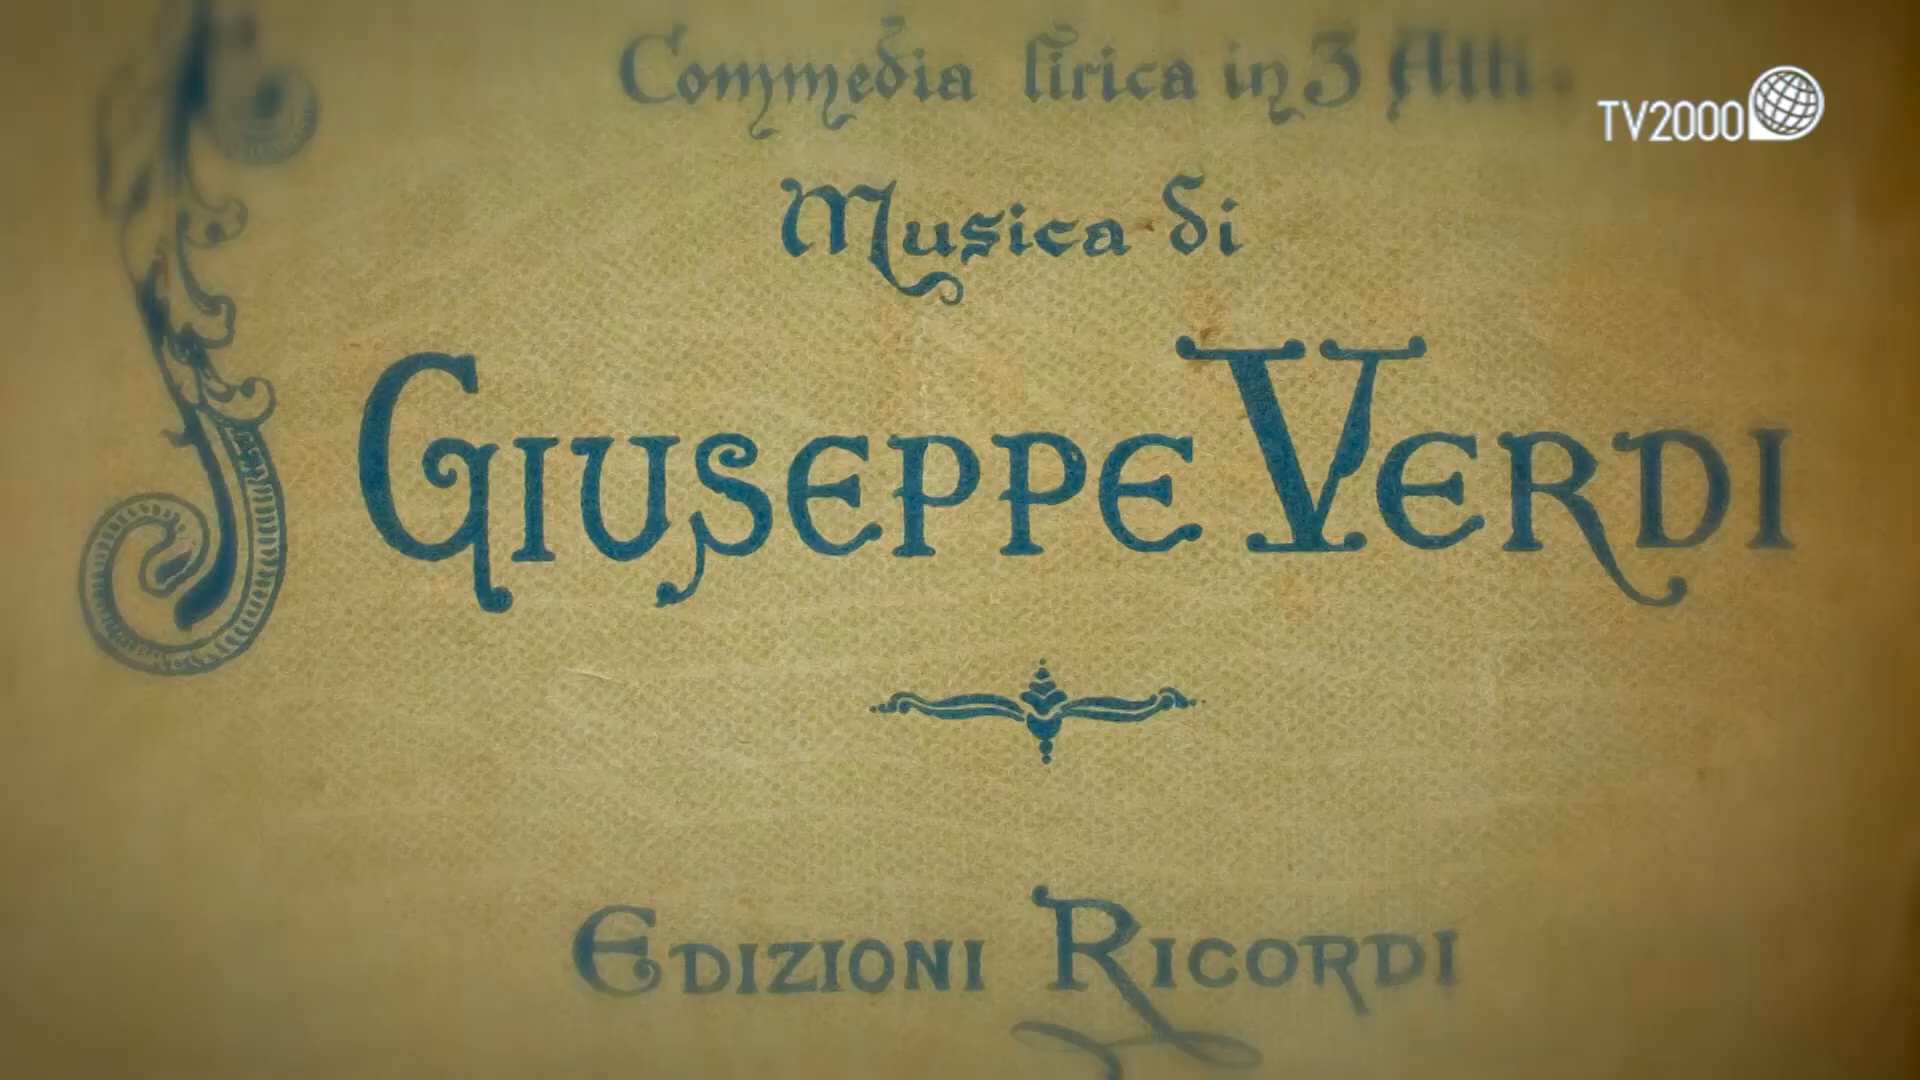 Commedia lirica in 3 Atti.
TV2000
Musica di
GIUSEPPE VERDI
EDIZIONI RICORDI